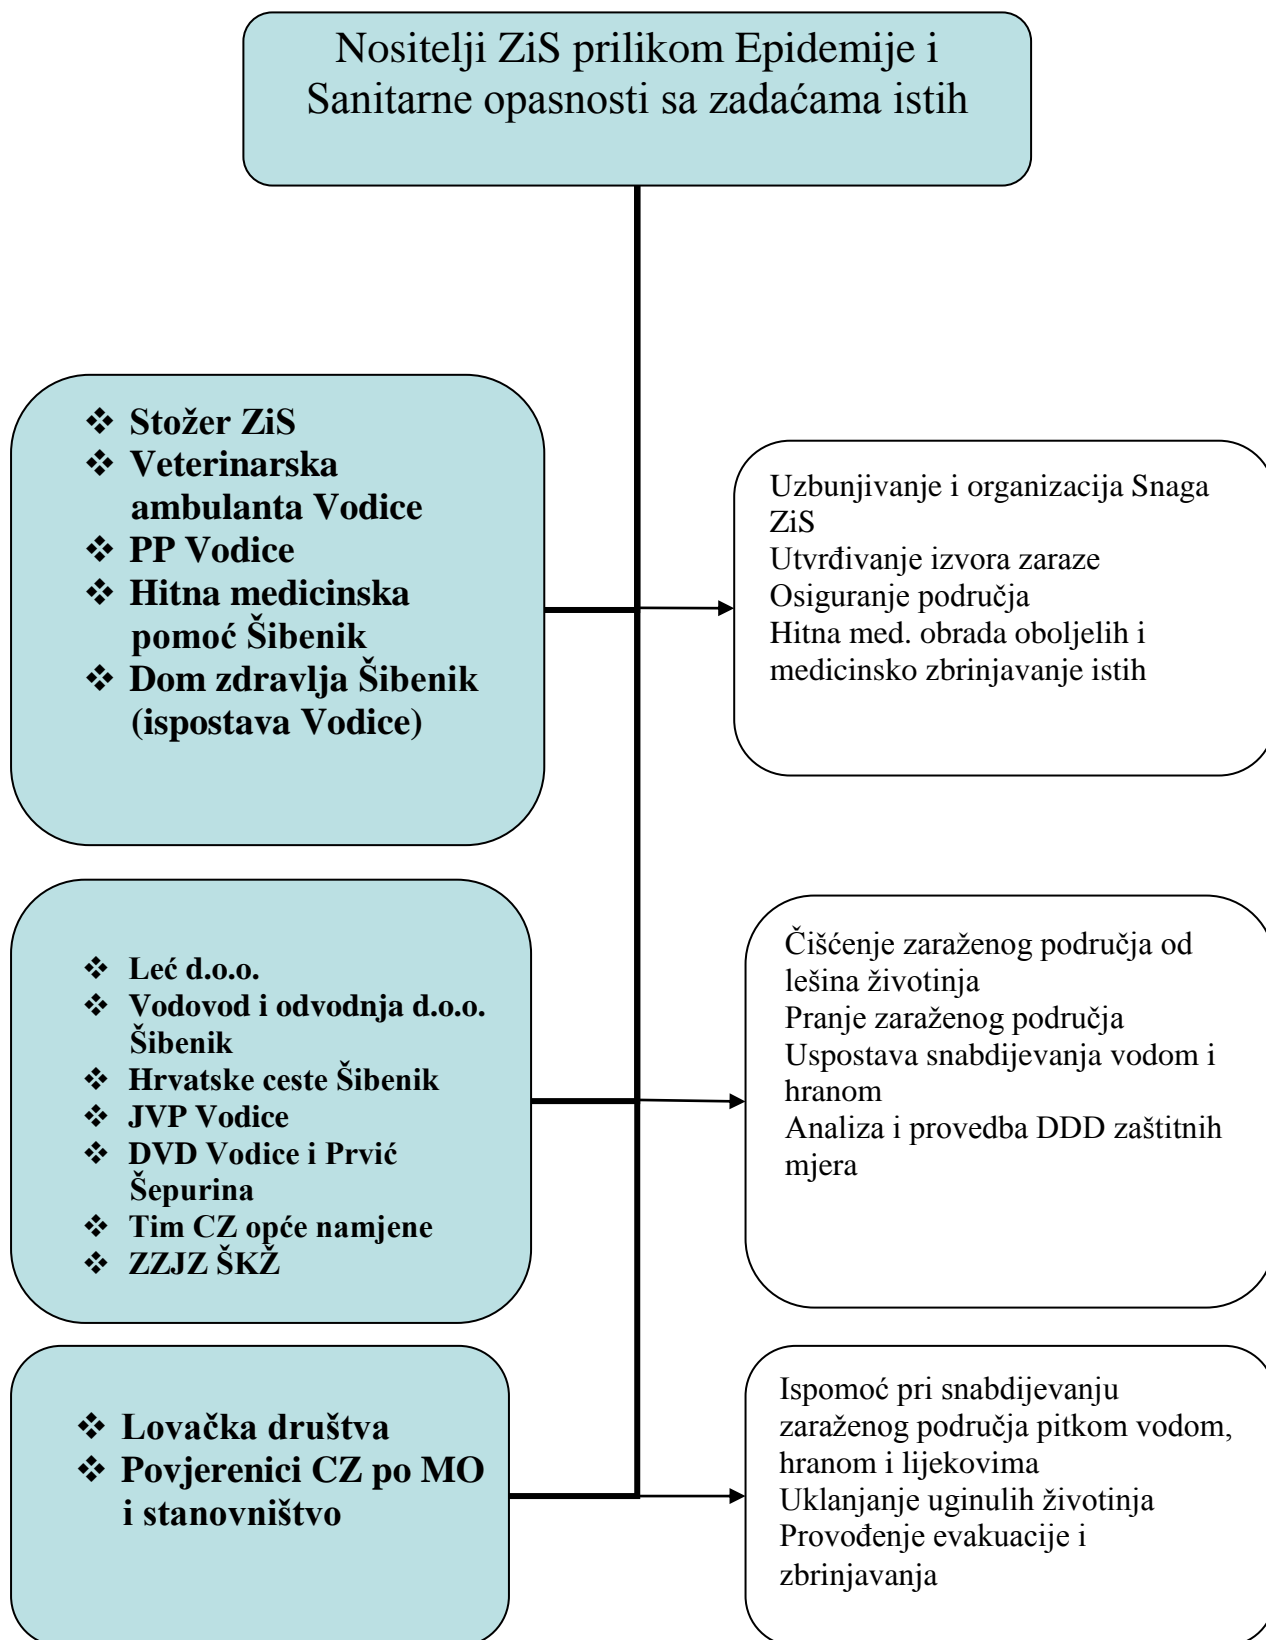 Nositelji ZiS prilikom Epidemije i
Sanitarne opasnosti sa zadaćama istih
❖ Stožer ZiS
❖ Veterinarska
ambulanta Vodice
❖ PP Vodice
❖ Hitna medicinska
pomoć Šibenik
❖ Dom zdravlja Šibenik
(ispostava Vodice)
Uzbunjivanje i organizacija Snaga
ZiS
Utvrđivanje izvora zaraze
Osiguranje područja
Hitna med. obrada oboljelih i
medicinsko zbrinjavanje istih
❖ Leć d.o.o.
❖ Vodovod i odvodnja d.o.o.
Šibenik
❖ Hrvatske ceste Šibenik
❖ JVP Vodice
❖ DVD Vodice i Prvić
Šepurina
❖ Tim CZ opće namjene
❖ ZZJZ ŠKŽ
Čišćenje zaraženog područja od
lešina životinja
Pranje zaraženog područja
Uspostava snabdijevanja vodom i
hranom
Analiza i provedba DDD zaštitnih
mjera
❖ Lovačka društva
❖ Povjerenici CZ po MO
i stanovništvo
Ispomoć pri snabdijevanju
zaraženog područja pitkom vodom,
hranom i lijekovima
Uklanjanje uginulih životinja
Provođenje evakuacije i
zbrinjavanja